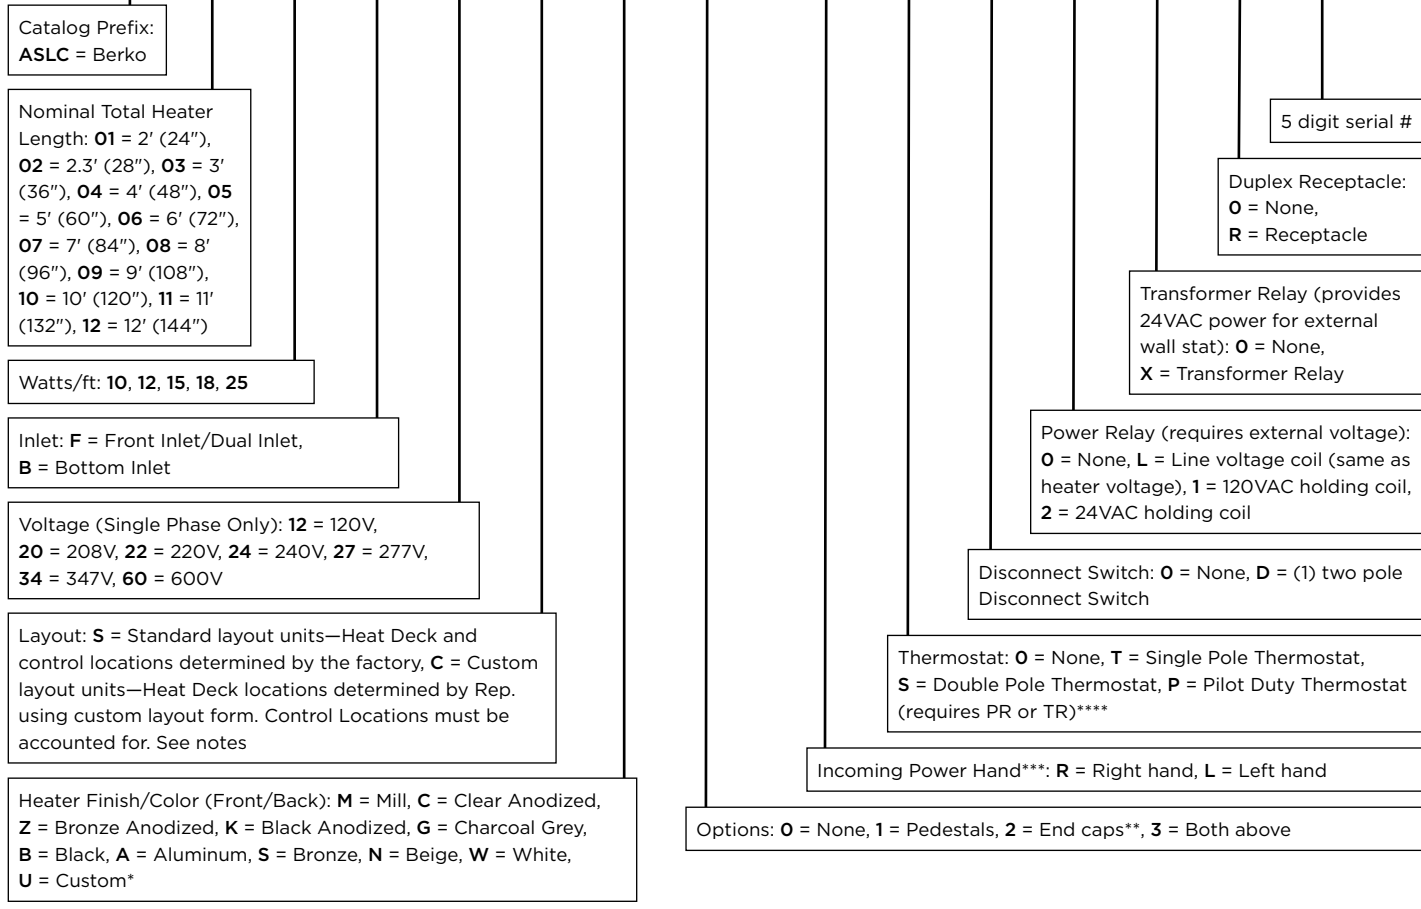 Catalog Prefix:
ASLC = Berko
Nominal Total Heater
Length: 01 = 2' (24"),
02 = 2.3' (28"), 03 = 3'
(36"), 04 = 4' (48"), 05
= 5' (60"), 06 = 6' (72"),
07 = 7' (84"), 08 = 8'
(96"), 09 = 9' (108"),
10 = 10' (120"), 11 = 11'
(132"), 12 = 12' (144")
Watts/ft: 10, 12, 15, 18, 25
Inlet: F = Front Inlet/Dual Inlet,
B = Bottom Inlet
Voltage (Single Phase Only): 12 = 120V,
20 = 208V, 22 = 220V, 24 = 240V, 27 = 277V,
34 = 347V, 60 = 600V
Layout: S = Standard layout units—Heat Deck and
control locations determined by the factory, C = Custom
layout units—Heat Deck locations determined by Rep.
using custom layout form. Control Locations must be
accounted for. See notes
Heater Finish/Color (Front/Back): M = Mill, C = Clear Anodized,
Z = Bronze Anodized, K = Black Anodized, G = Charcoal Grey,
B = Black, A = Aluminum, S = Bronze, N = Beige, W = White,
U = Custom*
5 digit serial #
Duplex Receptacle:
0 = None,
R = Receptacle
Transformer Relay (provides
24VAC power for external
wall stat): 0 = None,
X = Transformer Relay
Power Relay (requires external voltage):
0 = None, L = Line voltage coil (same as
heater voltage), 1 = 120VAC holding coil,
2 = 24VAC holding coil
Disconnect Switch: 0 = None, D = (1) two pole
Disconnect Switch
Thermostat: 0 = None, T = Single Pole Thermostat,
S = Double Pole Thermostat, P = Pilot Duty Thermostat
(requires PR or TR)****
Incoming Power Hand***: R = Right hand, L = Left hand
Options: 0 = None, 1 = Pedestals, 2 = End caps**, 3 = Both above